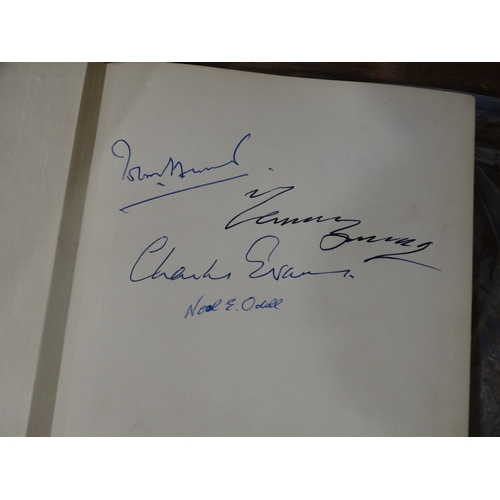 John Hunt.
Charles Evans.
Noel E. Odell